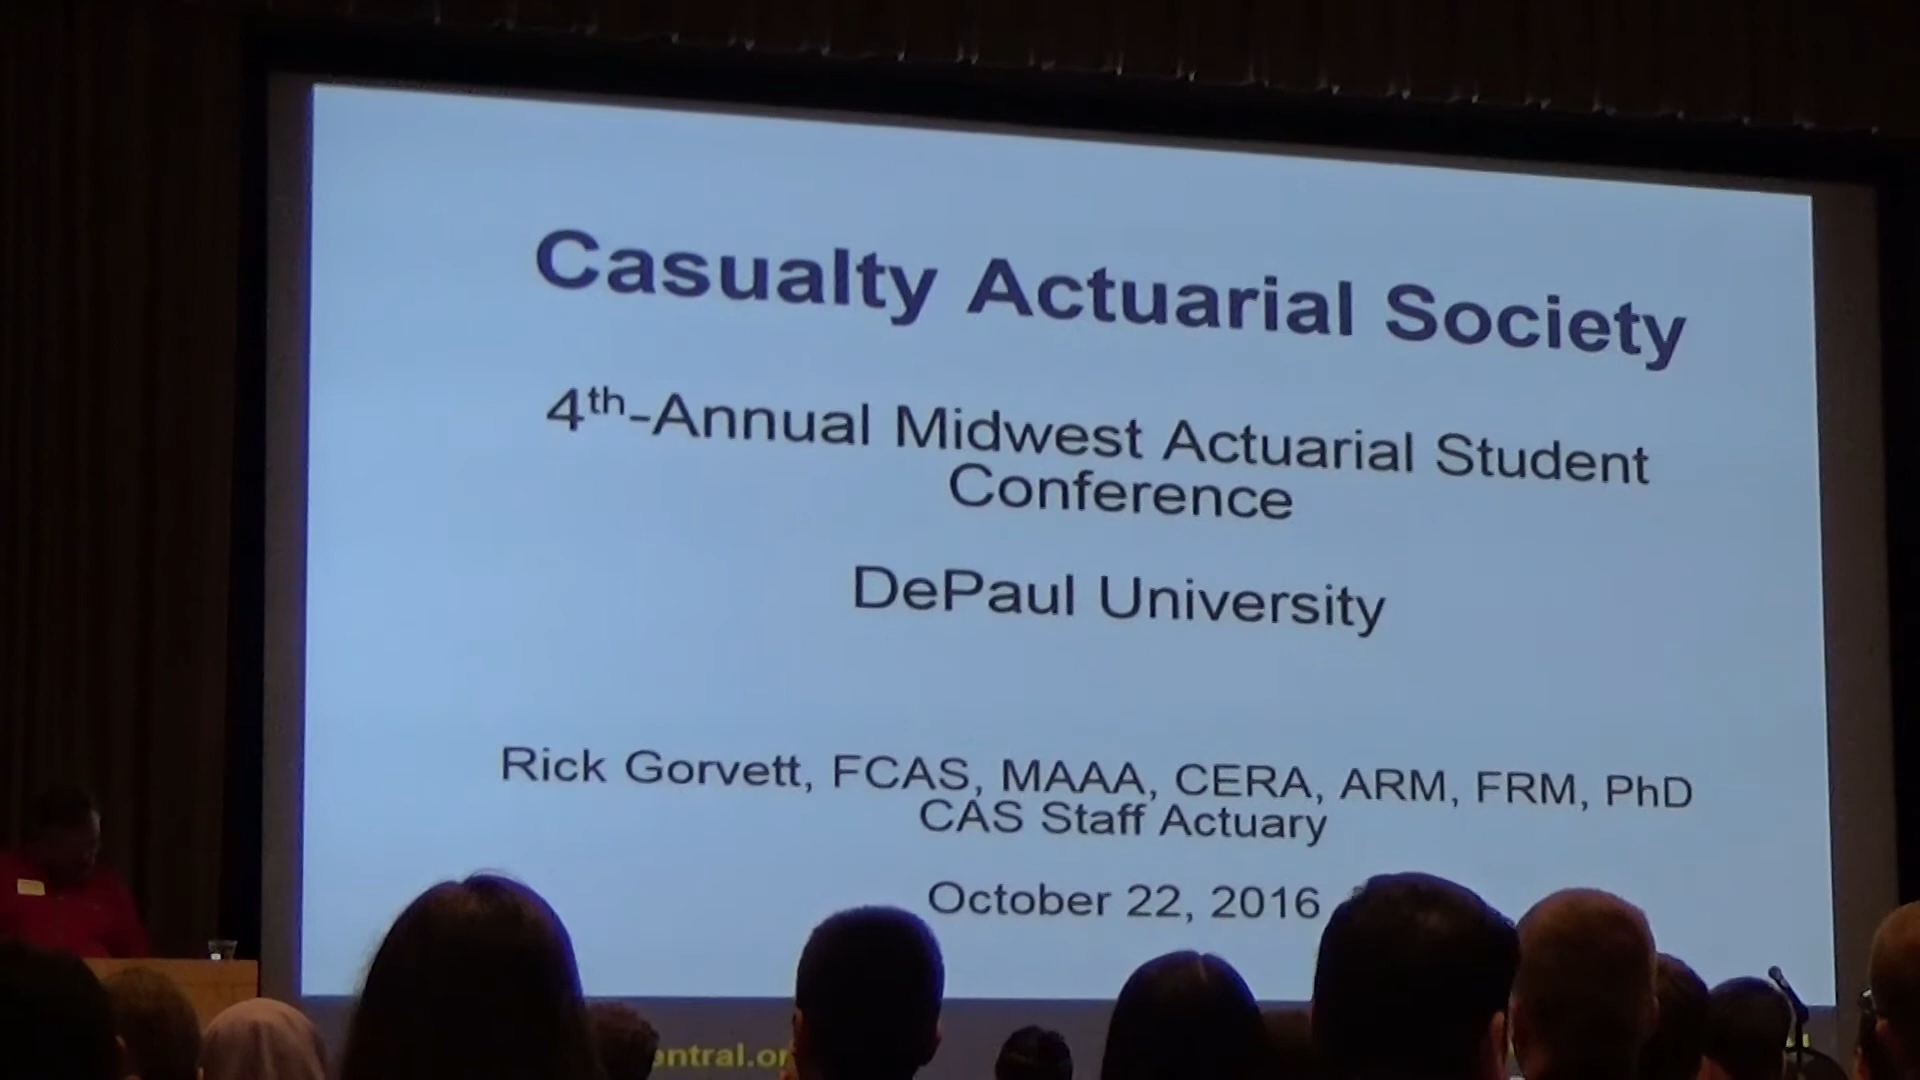 Casualty Actuarial Society
4th-Annual Midwest Actuarial Student
Conference
DePaul University
Rick Gorvett, FCAS, MAAA, CERA, ARM, FRM, PhD
CAS Staff Actuary
October 22, 2016